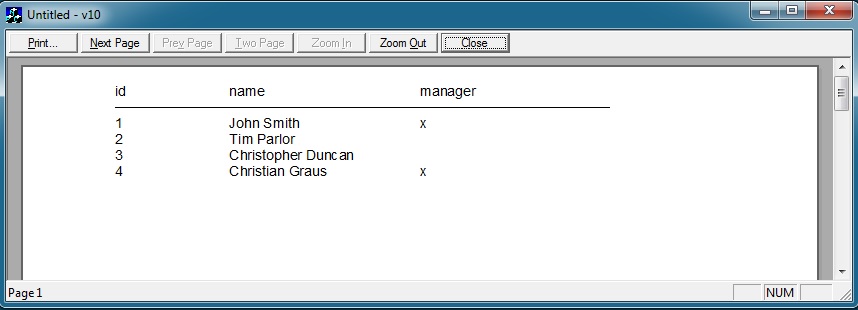 Untitled - v10
Print... Next Page Prev Page Two Page Zoom In Zoom Out Close
id name manager
1 John Smith x
2 Tim Parlor
3 Christopher Duncan
4 Christian Graus x
Page 1 NUM